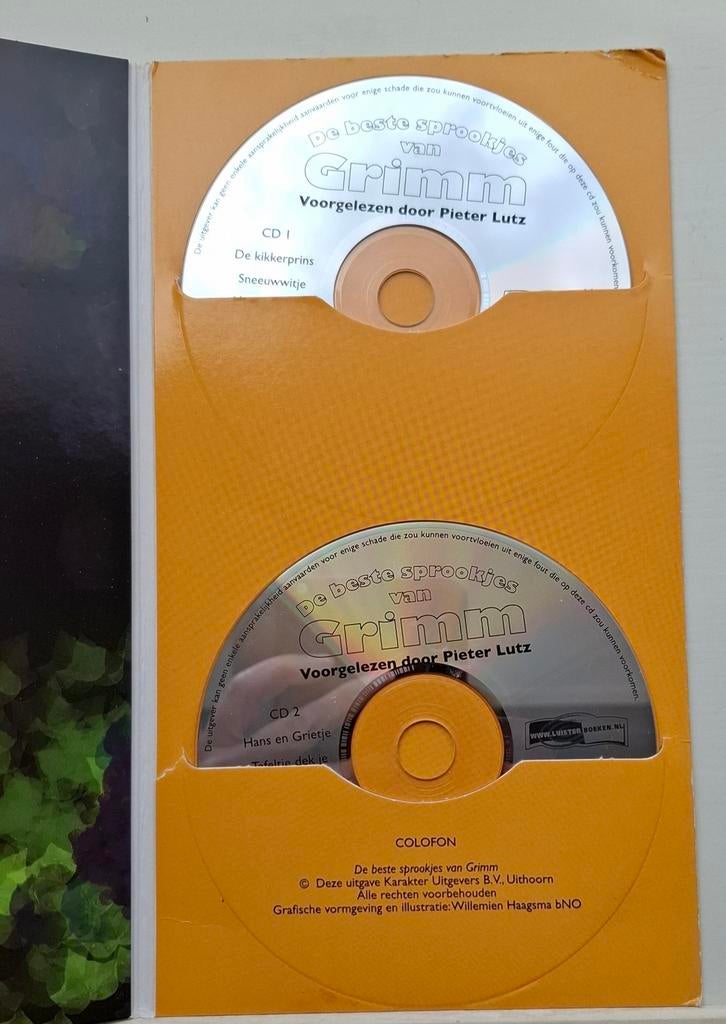 De uitgever kan geen enkele aansprakelijkheid aanvaarden voor enige schade die zou kunnen voortvloeien uit enige fout die op deze cd zou kunnen voorkomen
De beste sprookjes
van
Grimm
Voorgelezen door Pieter Lutz
CD 1
De kikkerprins
Sneeuwwitje
De uitgever kan geen enkele aansprakelijkheid aanvaarden voor enige schade die zou kunnen voortvloeien uit enige fout die op deze cd zou kunnen voorkomen.
De beste sprookjes
van
Grimm
Voorgelezen door Pieter Lutz
CD 2
Hans en Grietje
Tafeltje dek je
WWW.LUISTERBOEKEN.NL
COLOFON
De beste sprookjes van Grimm
© Deze uitgave Karakter Uitgevers B.V., Uithoorn
Alle rechten voorbehouden
Grafische vormgeving en illustratie: Willemien Haagsma bNO